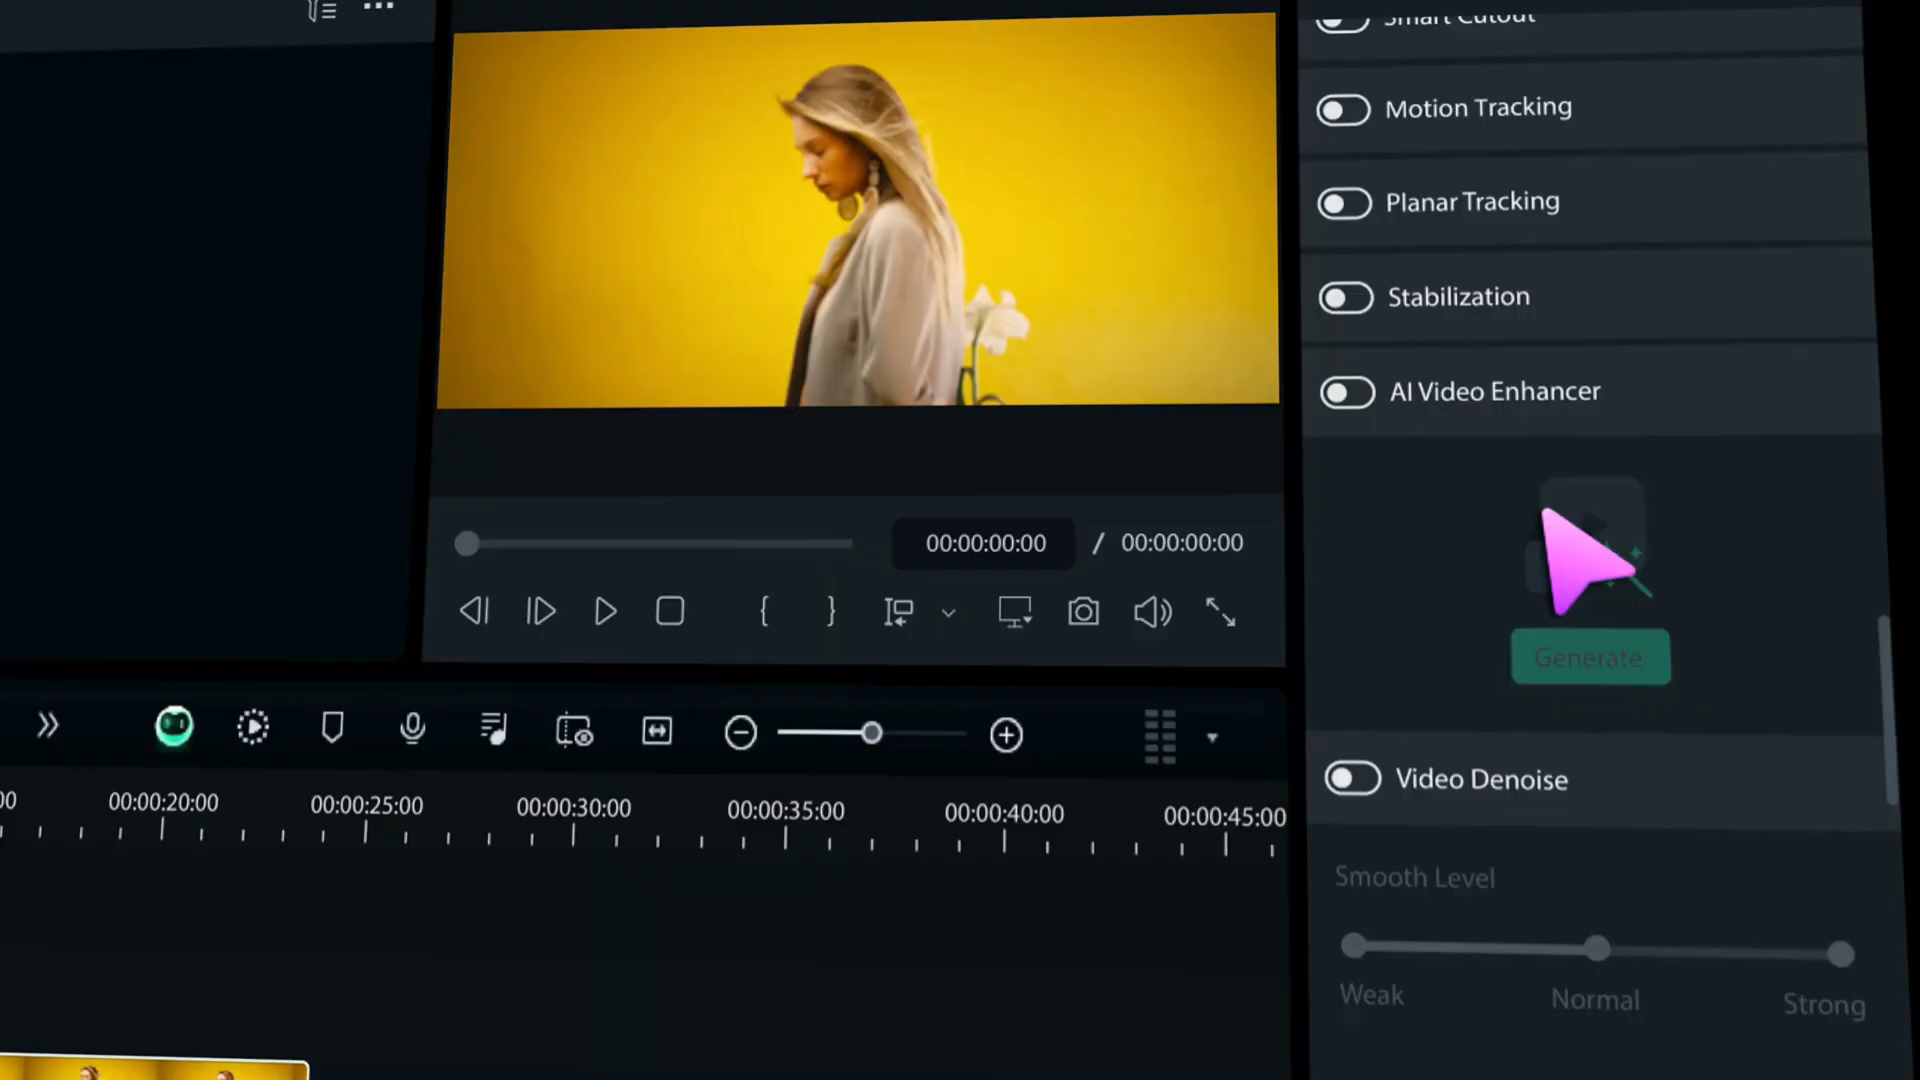 Smart Cutout
Motion Tracking
Planar Tracking
Stabilization
AI Video Enhancer
00:00:00:00 / 00:00:00:00
Generate
Video Denoise
00:00:20:00 00:00:25:00 00:00:30:00 00:00:35:00 00:00:40:00 00:00:45:00
Smooth Level
Weak Normal Strong